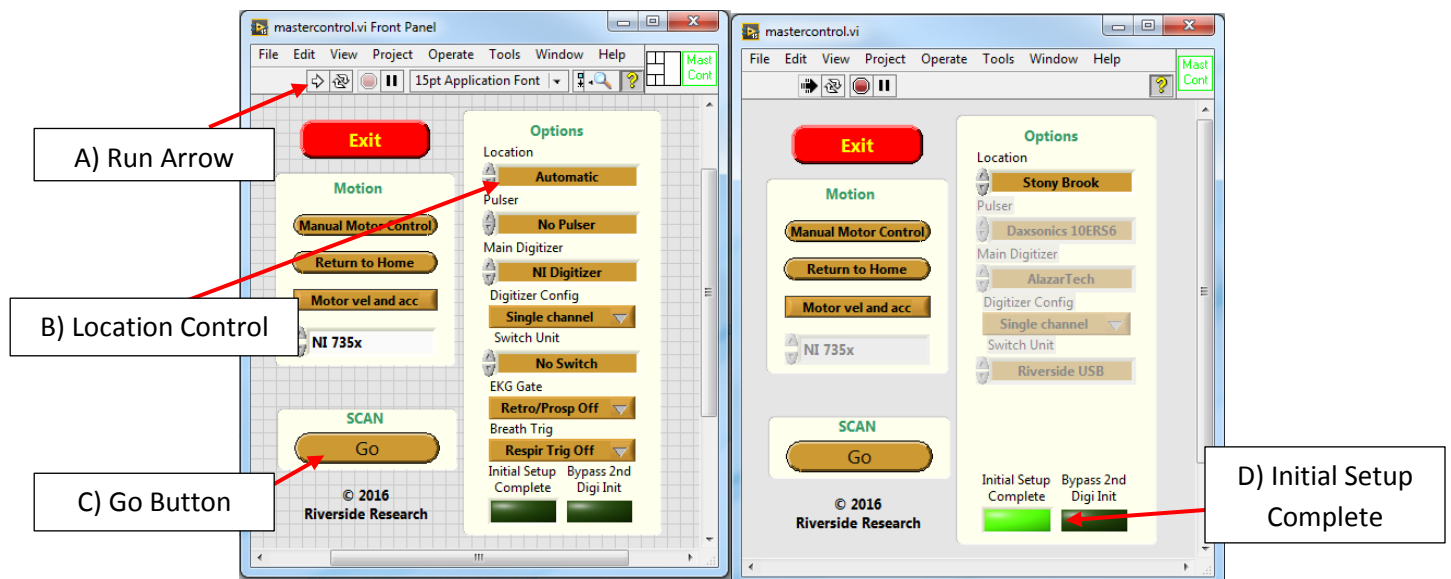 mastercontrol.vi Front Panel
File Edit View Project Operate Tools Window Help
15pt Application Font
Mast
Cont
Exit
Motion
Manual Motor Control
Return to Home
Motor vel and acc
NI 735x
SCAN
Go
© 2016
Riverside Research
Options
Location
Automatic
Pulser
No Pulser
Main Digitizer
NI Digitizer
Digitizer Config
Single channel
Switch Unit
No Switch
EKG Gate
Retro/Prosp Off
Breath Trig
Respir Trig Off
Initial Setup Bypass 2nd
Complete Digi Init
A) Run Arrow
B) Location Control
C) Go Button
mastercontrol.vi
File Edit View Project Operate Tools Window Help
Mast
Cont
Exit
Motion
Manual Motor Control
Return to Home
Motor vel and acc
NI 735x
SCAN
Go
© 2016
Riverside Research
Options
Location
Stony Brook
Pulser
Daxsonics 10ERS6
Main Digitizer
AlazarTech
Digitizer Config
Single channel
Switch Unit
Riverside USB
Initial Setup Bypass 2nd
Complete Digi Init
D) Initial Setup
Complete